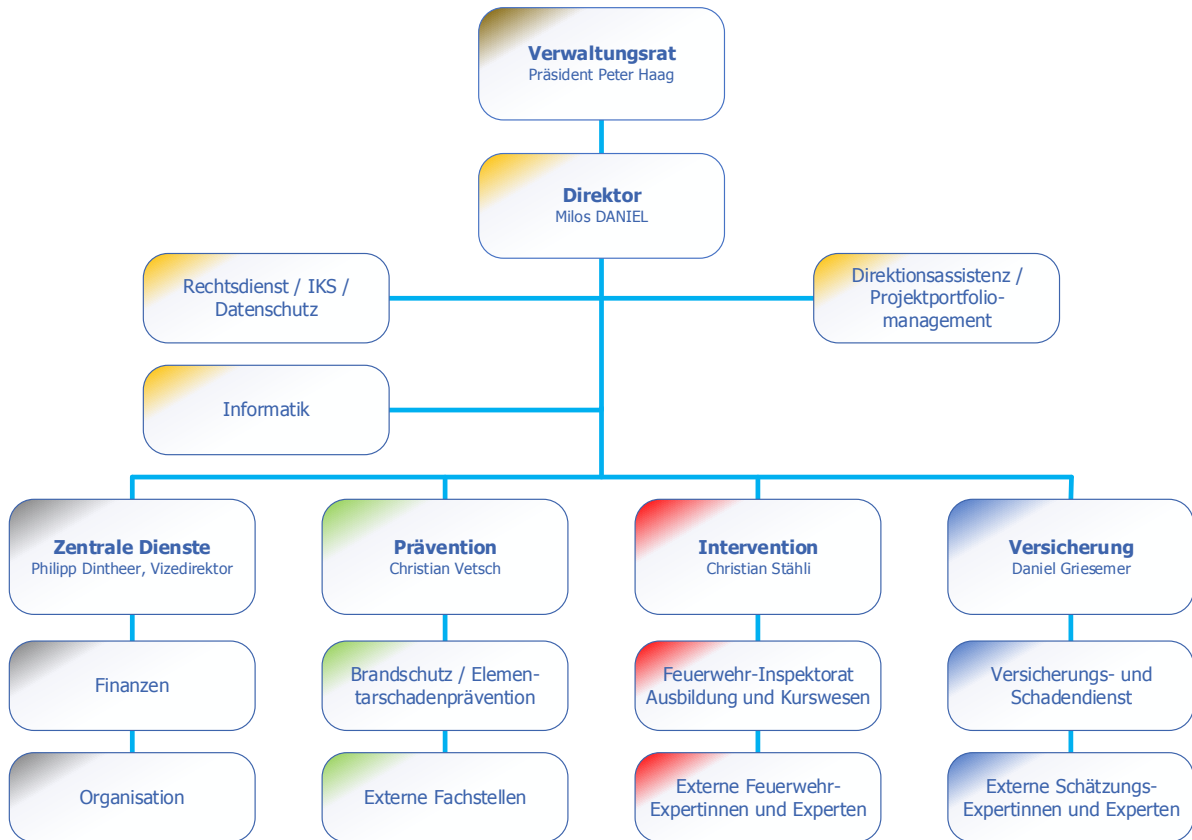 Verwaltungsrat
Präsident Peter Haag
Direktor
Milos DANIEL
Rechtsdienst / IKS /
Datenschutz
Direktionsassistenz /
Projektportfolio-
management
Informatik
Zentrale Dienste
Philipp Dintheer, Vizedirektor
Prävention
Christian Vetsch
Intervention
Christian Stähli
Versicherung
Daniel Griesemer
Finanzen
Brandschutz / Elemen-
tarschadenprävention
Feuerwehr-Inspektorat
Ausbildung und Kurswesen
Versicherungs- und
Schadendienst
Organisation
Externe Fachstellen
Externe Feuerwehr-
Expertinnen und Experten
Externe Schätzungs-
Expertinnen und Experten